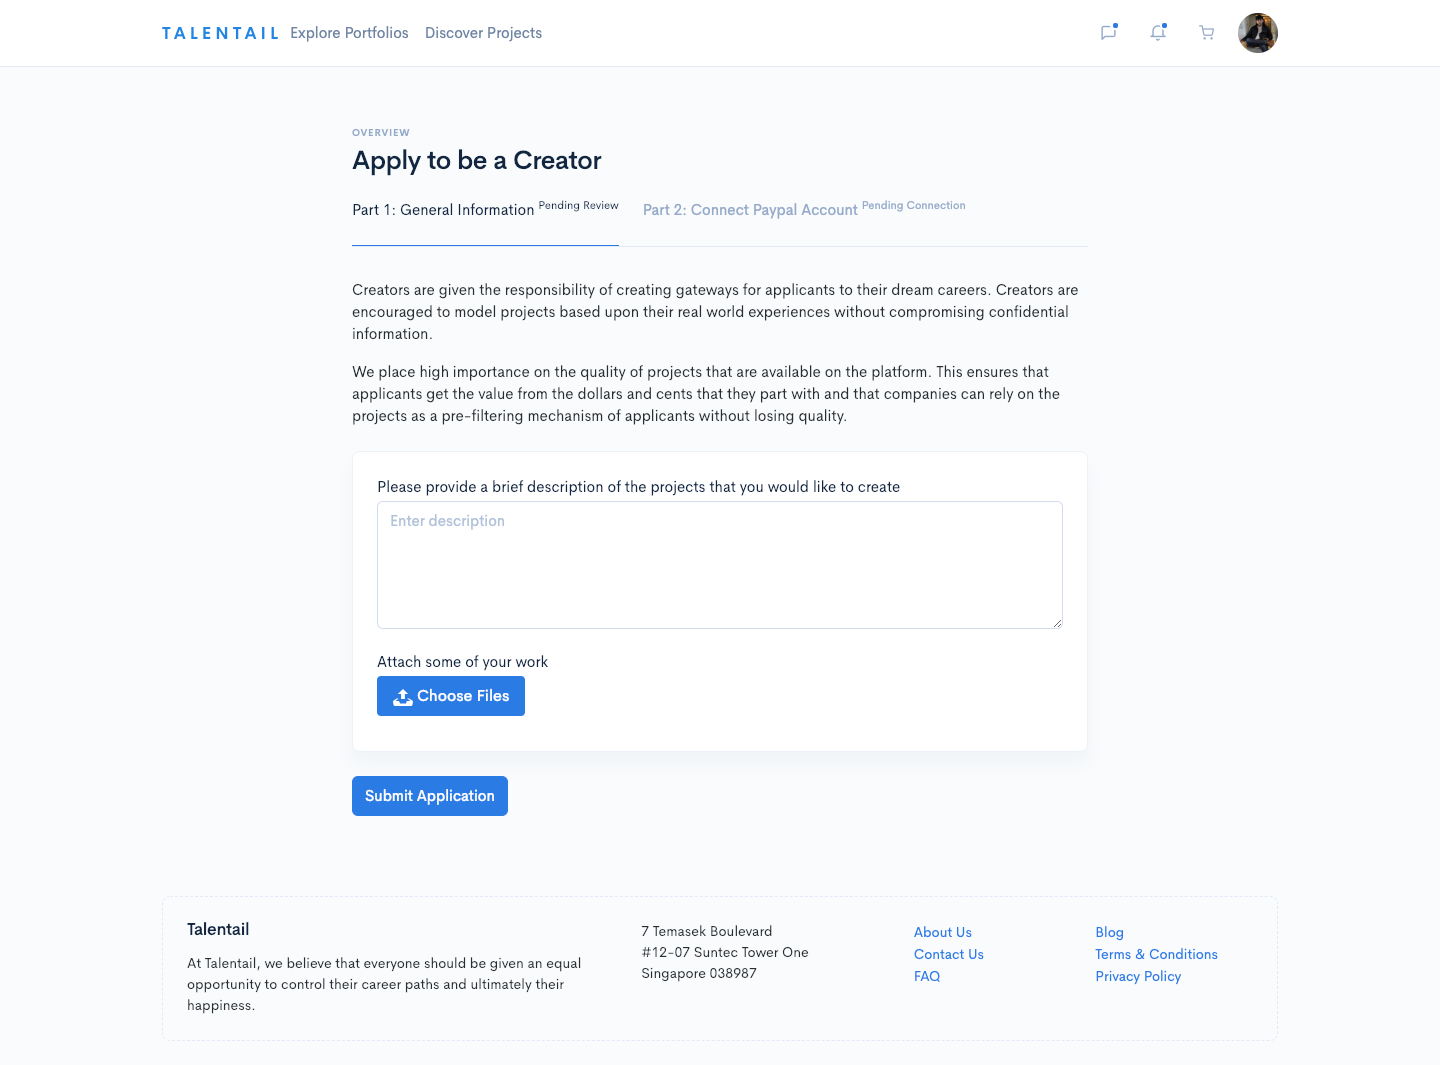 TALENTAIL Explore Portfolios Discover Projects
OVERVIEW
Apply to be a Creator
Part 1: General Information Pending Review Part 2: Connect Paypal Account Pending Connection
Creators are given the responsibility of creating gateways for applicants to their dream careers. Creators are
encouraged to model projects based upon their real world experiences without compromising confidential
information.
We place high importance on the quality of projects that are available on the platform. This ensures that
applicants get the value from the dollars and cents that they part with and that companies can rely on the
projects as a pre-filtering mechanism of applicants without losing quality.
Please provide a brief description of the projects that you would like to create
Enter description
Attach some of your work
Choose Files
Submit Application
Talentail
At Talentail, we believe that everyone should be given an equal
opportunity to control their career paths and ultimately their
happiness.
7 Temasek Boulevard
#12-07 Suntec Tower One
Singapore 038987
About Us
Contact Us
FAQ
Blog
Terms & Conditions
Privacy Policy